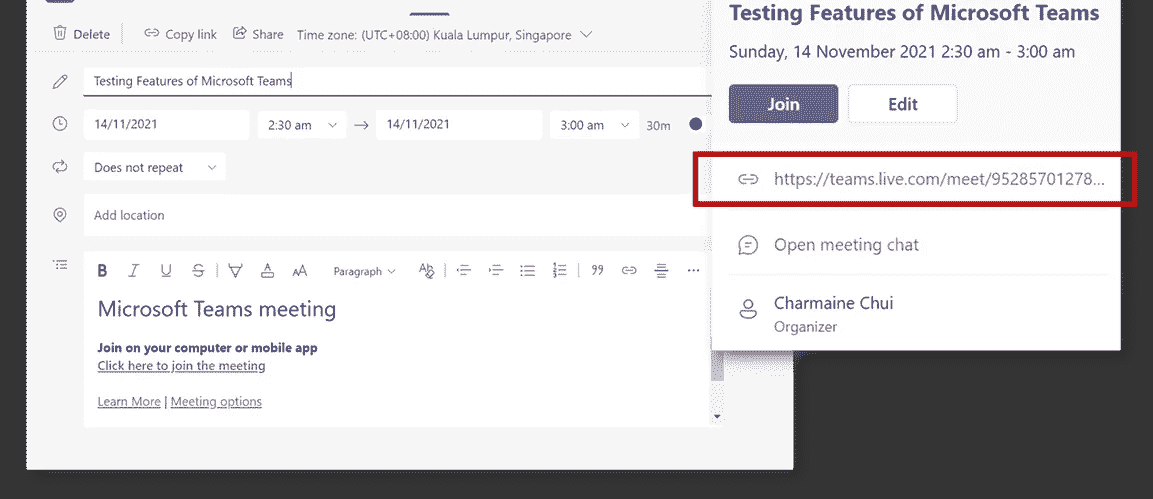 Delete Copy link Share Time zone: (UTC+08:00) Kuala Lumpur, Singapore
Testing Features of Microsoft Teams
14/11/2021 2:30 am → 14/11/2021 3:00 am 30m
Does not repeat
Add location
B I U S AA Paragraph Ab 99 ...
Microsoft Teams meeting
Join on your computer or mobile app
Click here to join the meeting
Learn More | Meeting options
Testing Features of Microsoft Teams
Sunday, 14 November 2021 2:30 am - 3:00 am
Join Edit
https://teams.live.com/meet/95285701278...
Open meeting chat
Charmaine Chui
Organizer